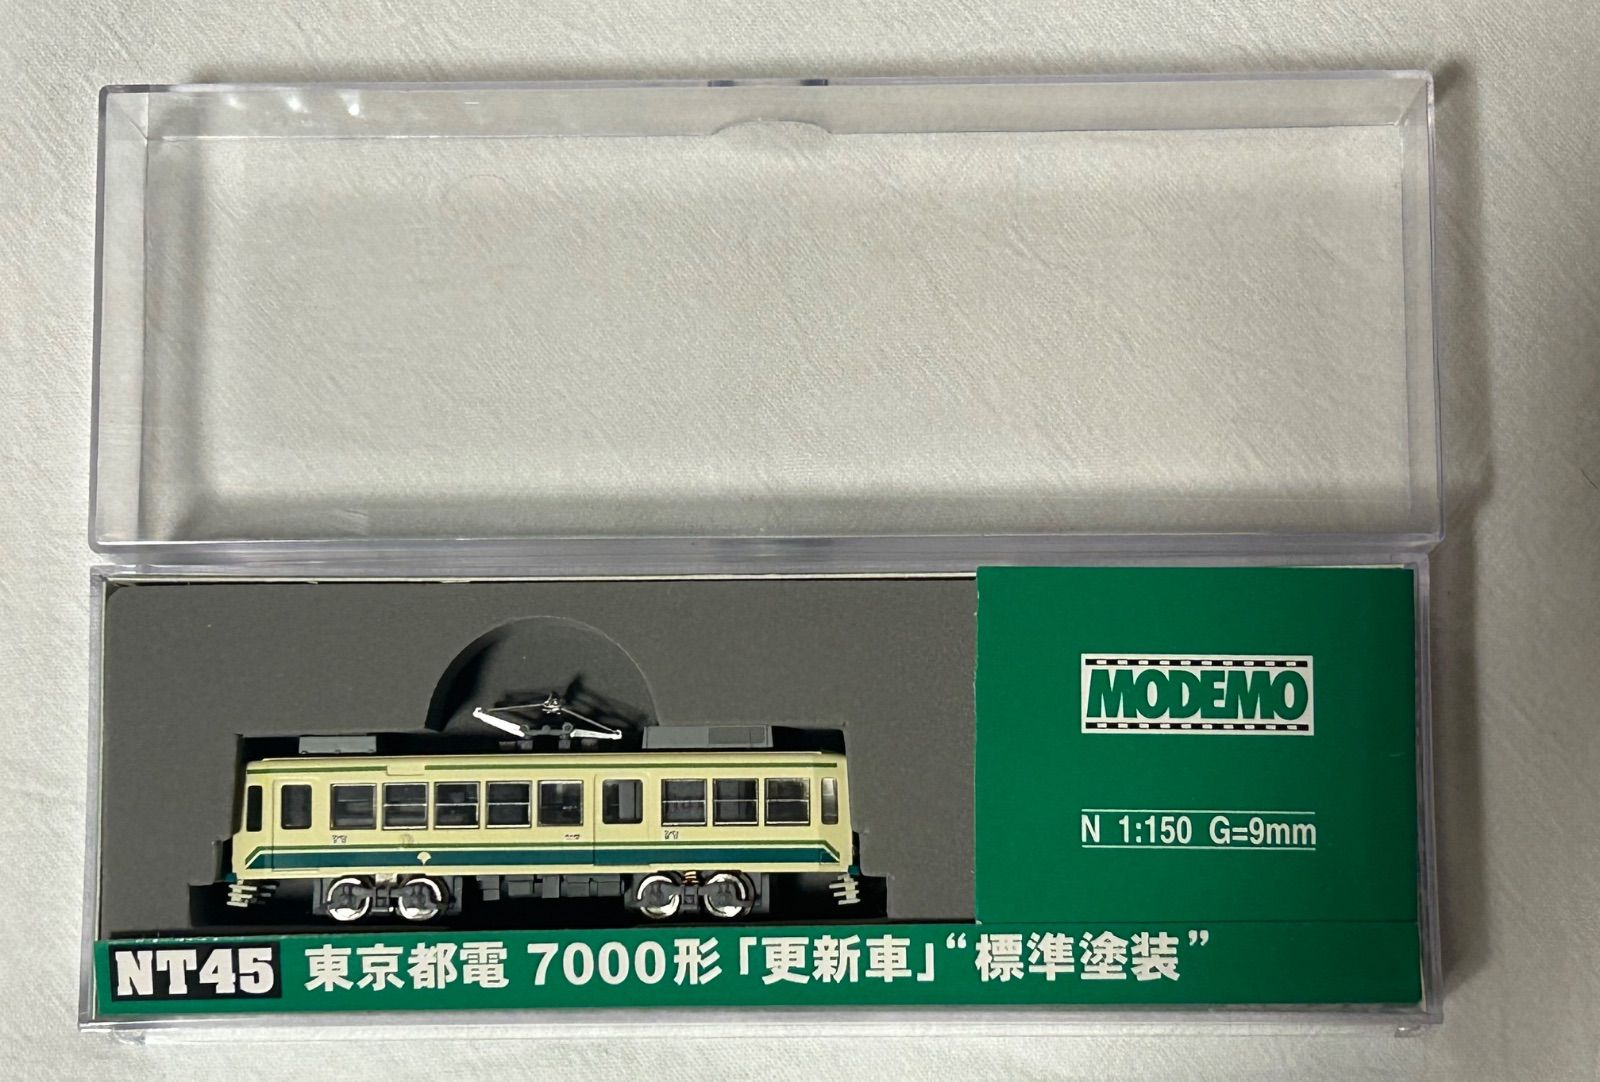 MODEMO
N 1:150 G=9mm
NT45 東京都電 7000形「更新車」“標準塗装”